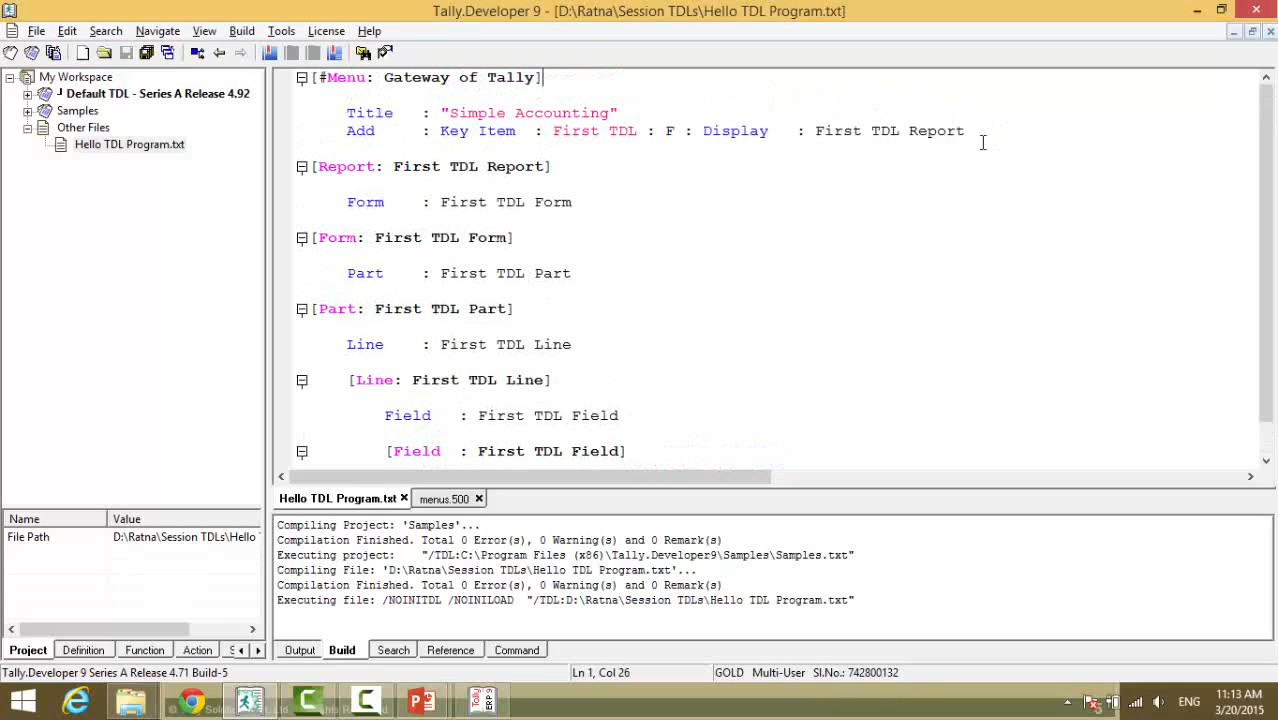 Tally.Developer 9 - [D:\Ratna\Session TDLs\Hello TDL Program.txt]
File Edit Search Navigate View Build Tools License Help
My Workspace
Default TDL - Series A Release 4.92
Samples
Other Files
Hello TDL Program.txt
[#Menu: Gateway of Tally]
Title : "Simple Accounting"
Add : Key Item : First TDL : F : Display : First TDL Report
[Report: First TDL Report]
Form : First TDL Form
[Form: First TDL Form]
Part : First TDL Part
[Part: First TDL Part]
Line : First TDL Line
[Line: First TDL Line]
Field : First TDL Field
[Field : First TDL Field]
Hello TDL Program.txt menus.500
Name Value
File Path D:\Ratna\Session TDLs\Hello
Compiling Project: 'Samples'...
Compilation Finished. Total 0 Error(s), 0 Warning(s) and 0 Remark(s)
Executing project: "/TDL:C:\Program Files (x86)\Tally.Developer9\Samples\Samples.txt"
Compiling File: 'D:\Ratna\Session TDLs\Hello TDL Program.txt'...
Compilation Finished. Total 0 Error(s), 0 Warning(s) and 0 Remark(s)
Executing file: /NOINITDL /NOINILOAD "/TDL:D:\Ratna\Session TDLs\Hello TDL Program.txt"
Project Definition Function Action S
Output Build Search Reference Command
Tally.Developer 9 Series A Release 4.71 Build-5
Ln 1, Col 26
GOLD Multi-User Sl.No.: 742800132
Tally ERP 9
ENG
11:13 AM
3/20/2015